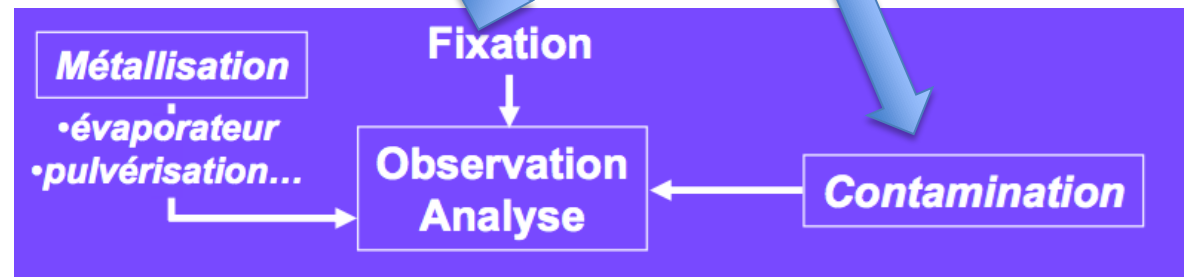 Métallisation
•évaporateur
•pulvérisation...
Fixation
Observation
Analyse
Contamination